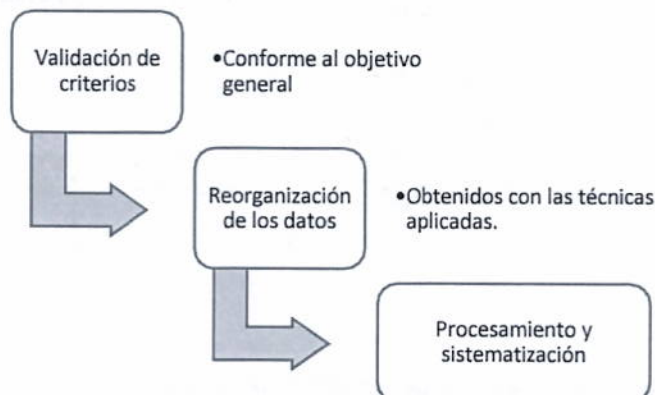 Validación de
criterios
•Conforme al objetivo
general
Reorganización
de los datos
•Obtenidos con las técnicas
aplicadas.
Procesamiento y
sistematización